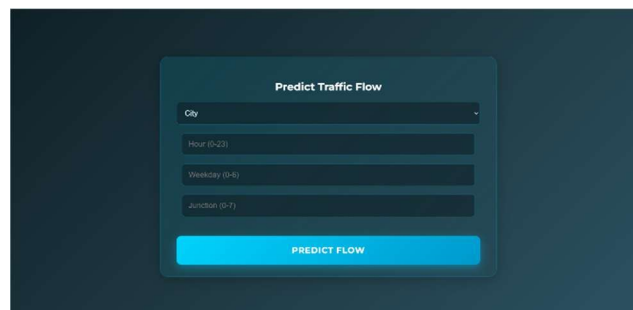 Predict Traffic Flow
City
Hour (0-23)
Weekday (0-6)
Junction (0-7)
PREDICT FLOW